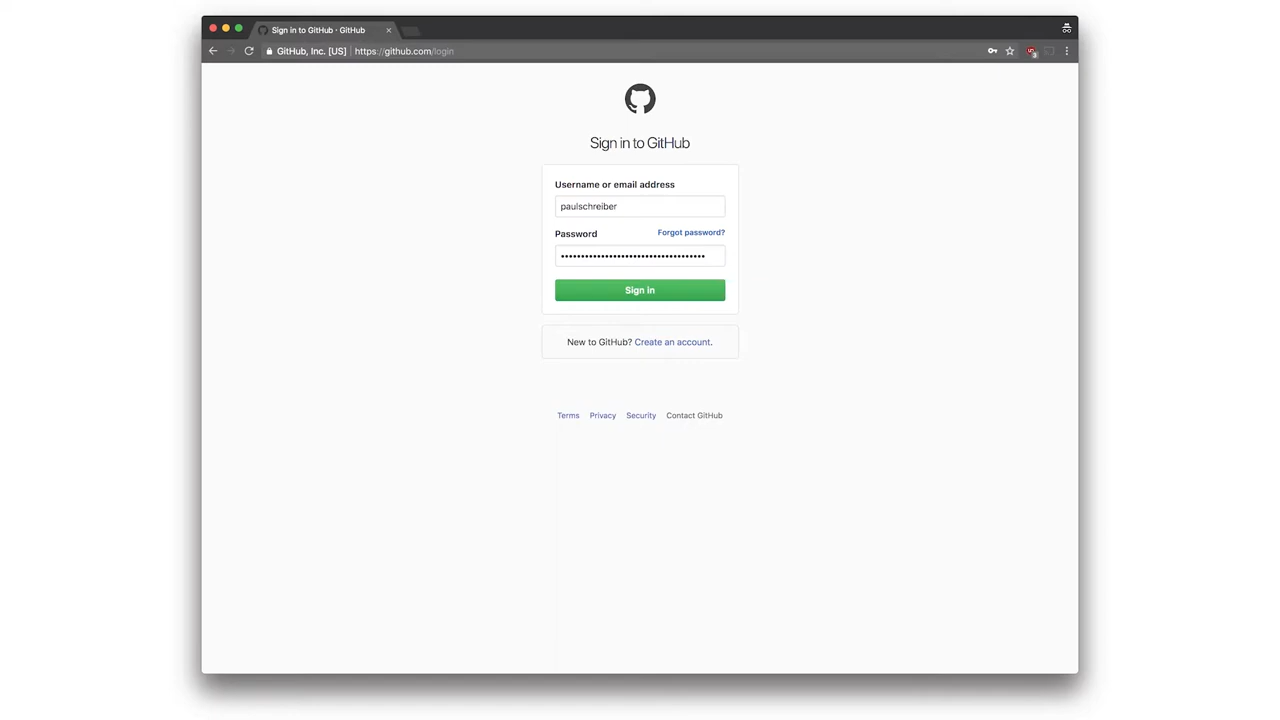 Sign in to GitHub · GitHub
GitHub, Inc. [US] | https://github.com/login
Sign in to GitHub
Username or email address
paulschreiber
Password Forgot password?
Sign in
New to GitHub? Create an account.
Terms Privacy Security Contact GitHub